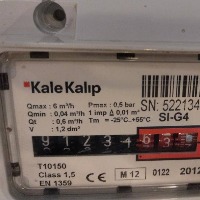 Kale Kalıp
Qmax : 6 m³/h Pmax : 0,5 bar
Qmin : 0,04 m³/h 1 imp ≙ 0,01 m³
Qt : 0,6 m³/h Tm = -25°C...+55°C
V : 1,2 dm³
SN: 522134
SI-G4
T10150
Class 1,5
EN 1359
CE M 12 0122 2012